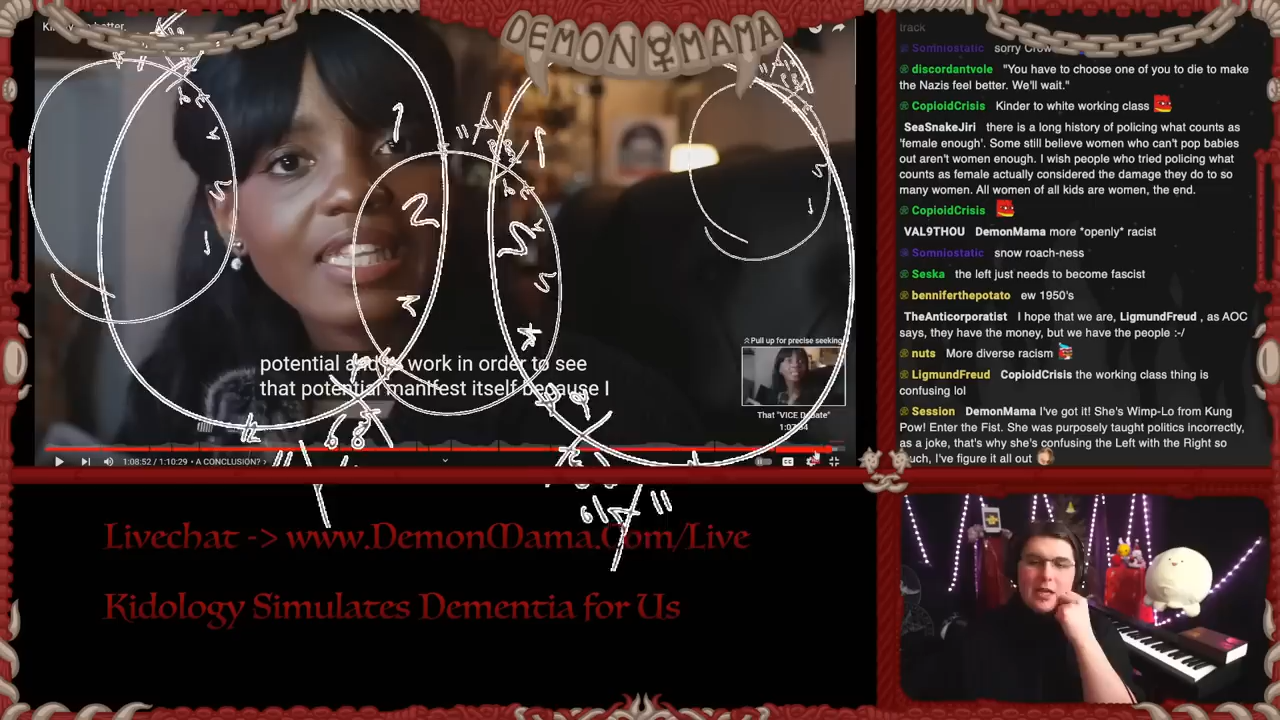 DEMON MAMA
potential and work in order to see
that potential manifest itself because I
Pull up for precise seeking
That "VICE Debate"
1:08:52 / 1:10:29 • A CONCLUSION? ›
track
Somniostatic sorry Crow
discordantvole "You have to choose one of you to die to make
the Nazis feel better. We'll wait."
CopioidCrisis Kinder to white working class
SeaSnakeJiri there is a long history of policing what counts as
'female enough'. Some still believe women who can't pop babies
out aren't women enough. I wish people who tried policing what
counts as female actually considered the damage they do to so
many women. All women of all kids are women, the end.
CopioidCrisis
VAL9THOU DemonMama more *openly* racist
Somniostatic snow roach-ness
Seska the left just needs to become fascist
benniferthepotato ew 1950's
TheAnticorporatist I hope that we are, LigmundFreud , as AOC
says, they have the money, but we have the people :-/
nuts More diverse racism
LigmundFreud CopioidCrisis the working class thing is
confusing lol
Session DemonMama I've got it! She's Wimp-Lo from Kung
Pow! Enter the Fist. She was purposely taught politics incorrectly,
as a joke, that's why she's confusing the Left with the Right so
much, I've figure it all out
Livechat -> www.DemonMama.Com/Live
Kidology Simulates Dementia for Us